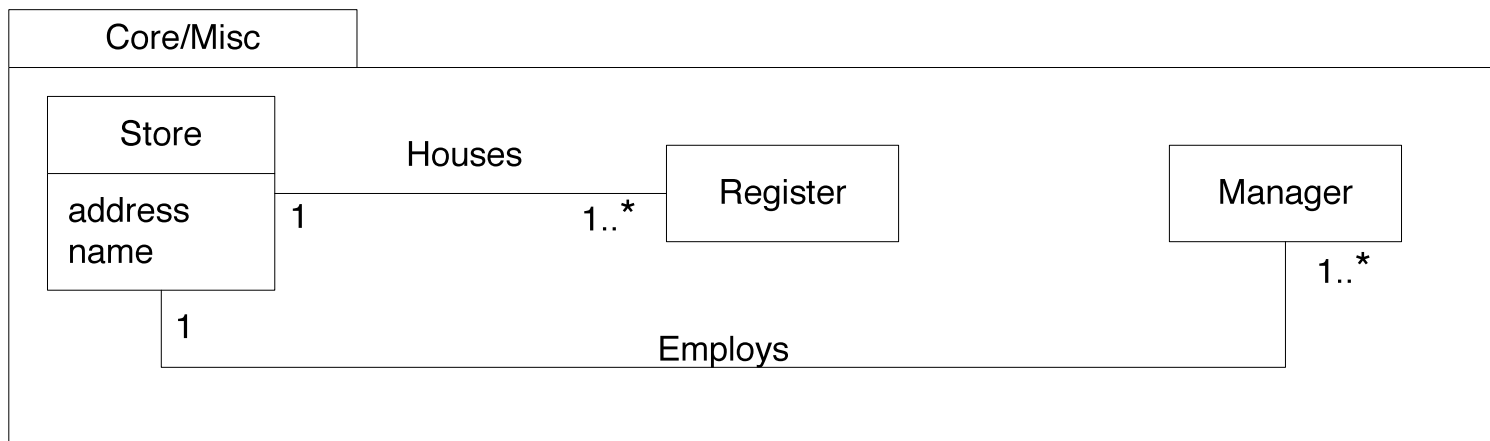 Core/Misc
Store
address
name
Houses
1
1..*
Register
Manager
1..*
1
Employs